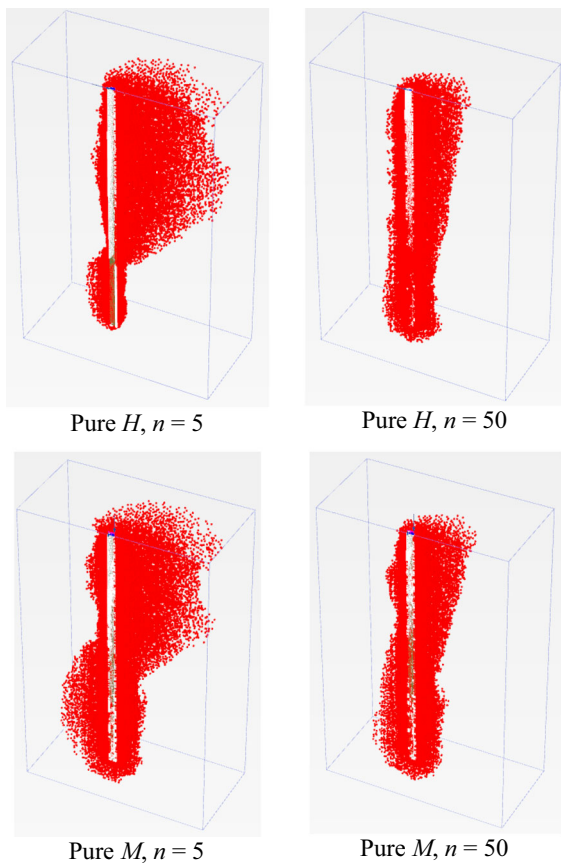 Pure H, n = 5
Pure H, n = 50
Pure M, n = 5
Pure M, n = 50